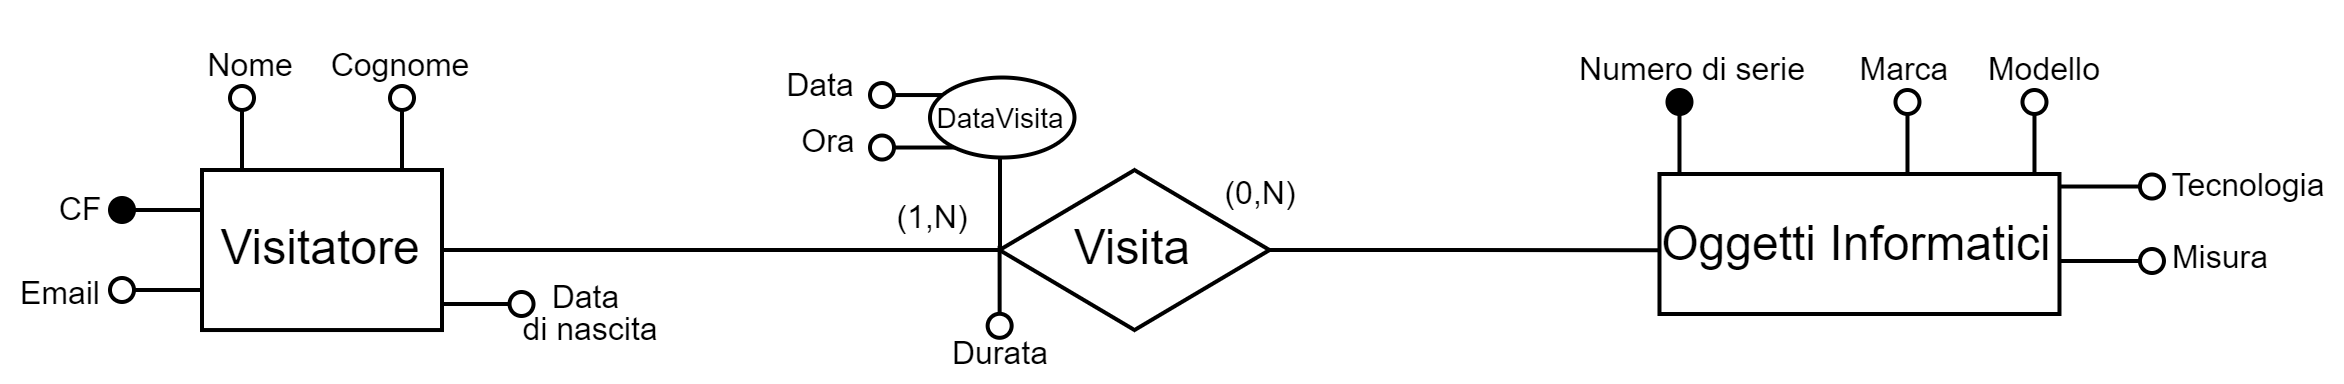 Nome
Cognome
CF
Email
Visitatore
Data
di nascita
Data
Ora
DataVisita
(1,N)
Visita
(0,N)
Durata
Numero di serie
Marca
Modello
Oggetti Informatici
Tecnologia
Misura